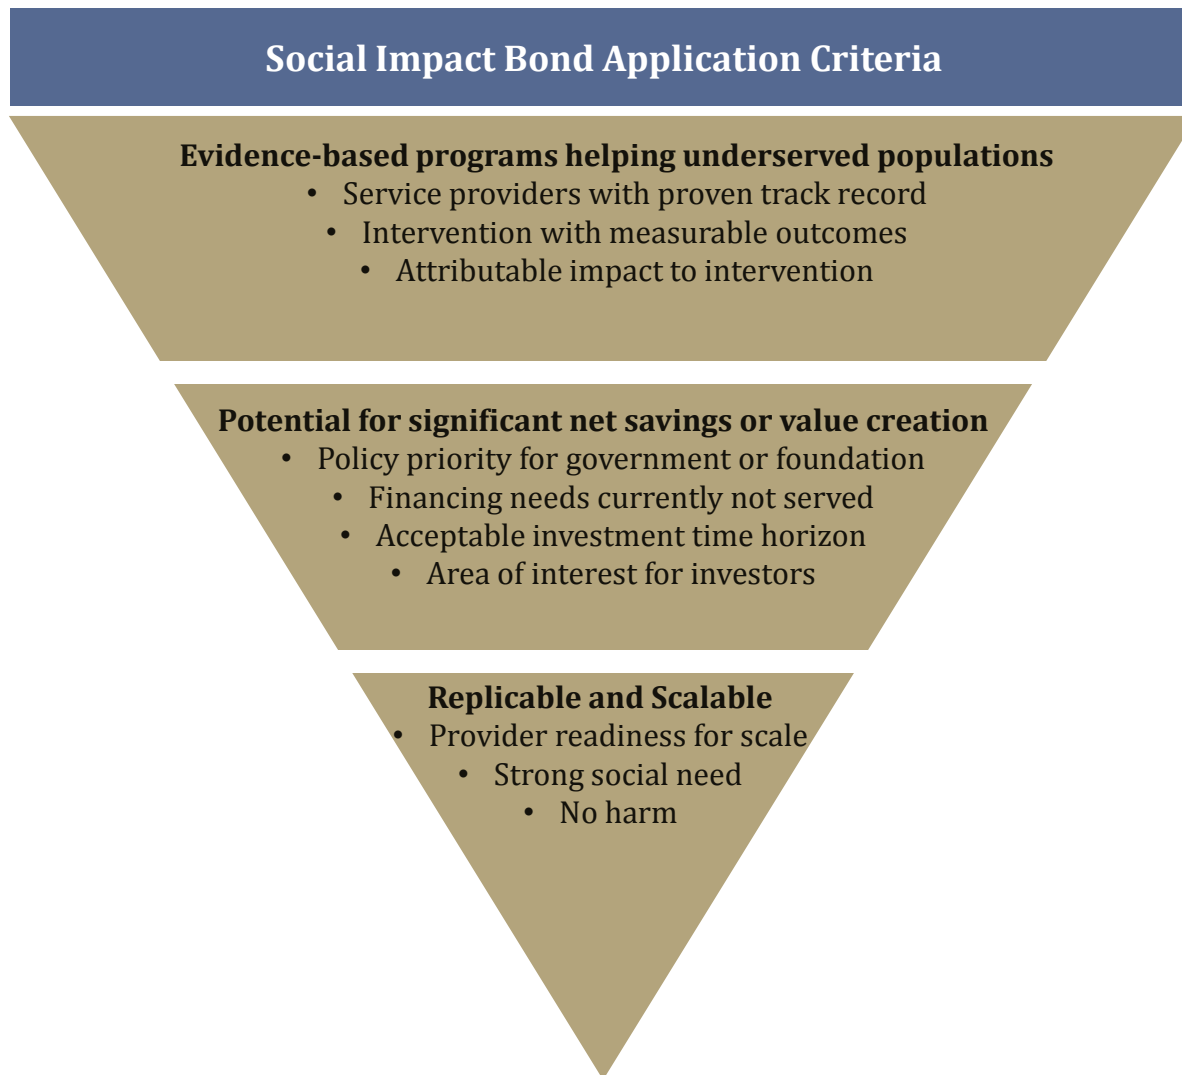 Social Impact Bond Application Criteria
Evidence-based programs helping underserved populations
• Service providers with proven track record
• Intervention with measurable outcomes
• Attributable impact to intervention
Potential for significant net savings or value creation
• Policy priority for government or foundation
• Financing needs currently not served
• Acceptable investment time horizon
• Area of interest for investors
Replicable and Scalable
• Provider readiness for scale
• Strong social need
• No harm